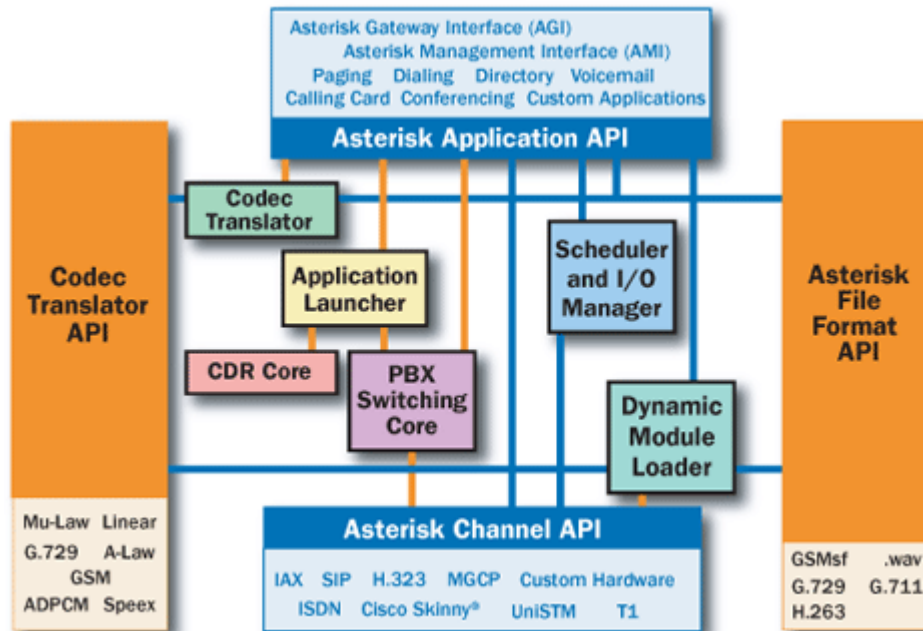 Asterisk Gateway Interface (AGI)
Asterisk Management Interface (AMI)
Paging Dialing Directory Voicemail
Calling Card Conferencing Custom Applications
Asterisk Application API
Codec
Translator
API
Mu-Law Linear
G.729 A-Law
GSM
ADPCM Speex
Codec
Translator
Application
Launcher
CDR Core
PBX
Switching
Core
Scheduler
and I/O
Manager
Dynamic
Module
Loader
Asterisk
File
Format
API
GSMsf .wav
G.729 G.711
H.263
Asterisk Channel API
IAX SIP H.323 MGCP Custom Hardware
ISDN Cisco Skinny® UniSTM T1